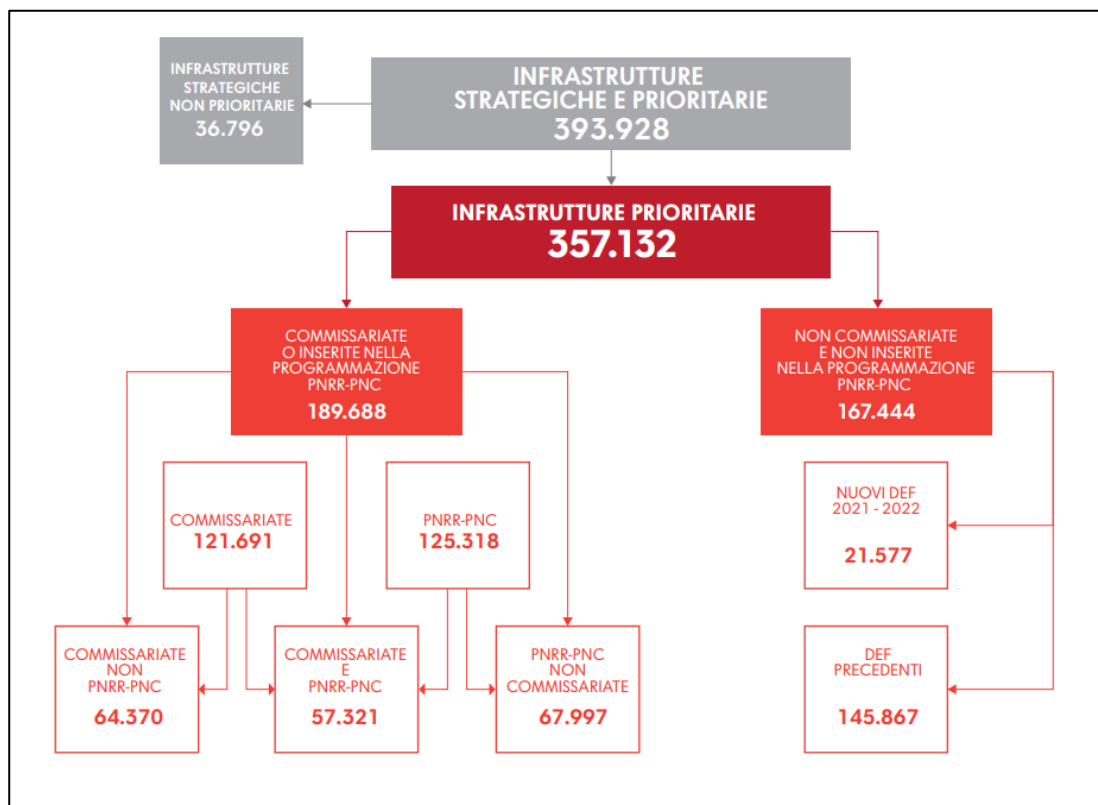 INFRASTRUTTURE
STRATEGICHE
NON PRIORITARIE
36.796
INFRASTRUTTURE
STRATEGICHE E PRIORITARIE
393.928
INFRASTRUTTURE PRIORITARIE
357.132
COMMISSARIATE
O INSERITE NELLA
PROGRAMMAZIONE
PNRR-PNC
189.688
NON COMMISSARIATE
E NON INSERITE
NELLA PROGRAMMAZIONE
PNRR-PNC
167.444
COMMISSARIATE
121.691
PNRR-PNC
125.318
NUOVI DEF
2021 - 2022
21.577
COMMISSARIATE
NON
PNRR-PNC
64.370
COMMISSARIATE
E
PNRR-PNC
57.321
PNRR-PNC
NON
COMMISSARIATE
67.997
DEF
PRECEDENTI
145.867